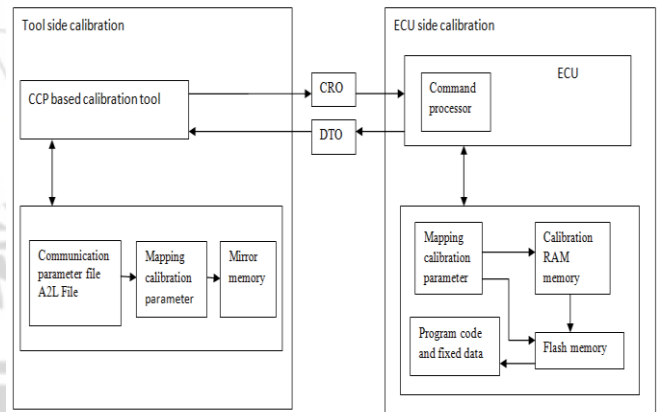 Tool side calibration
CCP based calibration tool
Communication
parameter file
A2L File
Mapping
calibration
parameter
Mirror
memory
CRO
DTO
ECU side calibration
ECU
Command
processor
Mapping
calibration
parameter
Calibration
RAM
memory
Program code
and fixed data
Flash memory